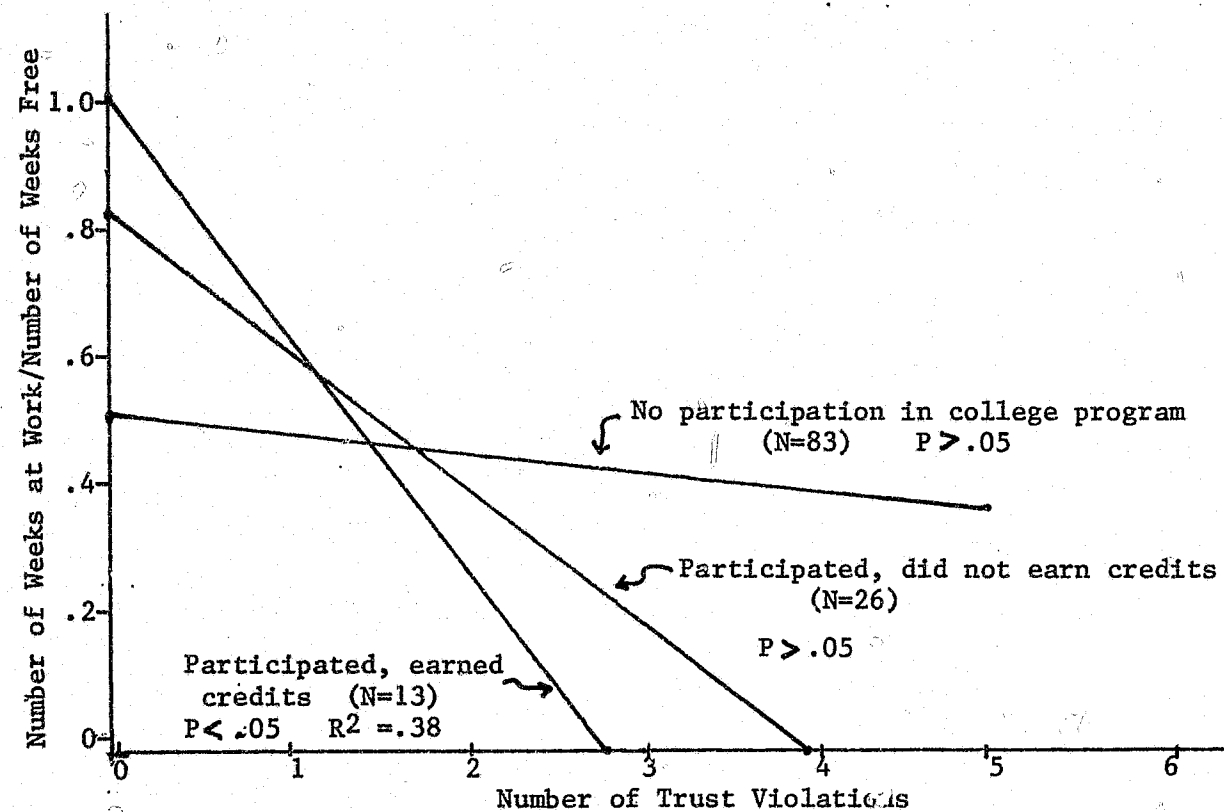 Number of Weeks at Work/Number of Weeks Free
1.0
.8
.6
.4
.2
0
No participation in college program
(N=83) P > .05
Participated, did not earn credits
(N=26)
P > .05
Participated, earned
credits (N=13)
P < .05 R² = .38
0 1 2 3 4 5 6
Number of Trust Violations